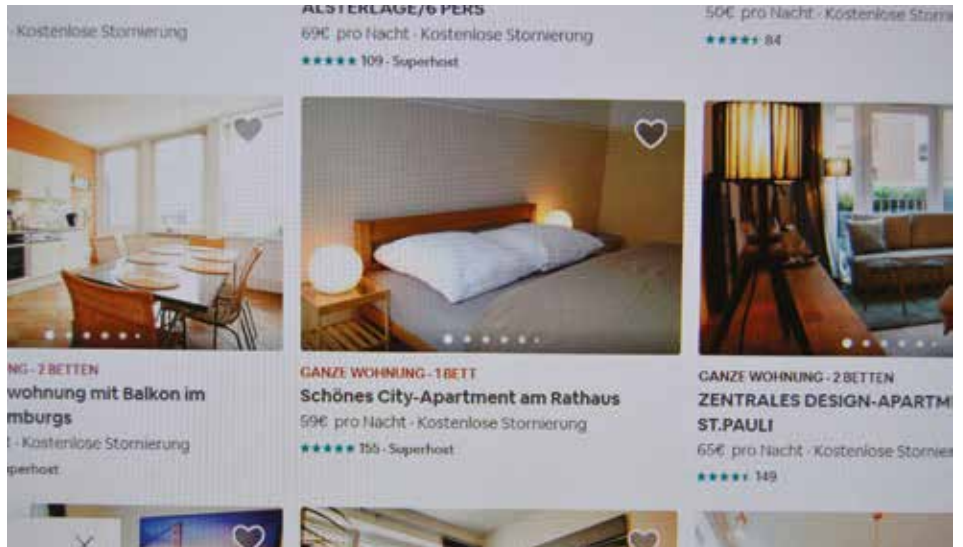 ALSTERLAGE/6 PERS
· Kostenlose Stornierung
69€ pro Nacht · Kostenlose Stornierung
109 · Superhost
50€ pro Nacht · Kostenlose
84
GANZE WOHNUNG · 1 BETT
Schönes City-Apartment am Rathaus
59€ pro Nacht · Kostenlose Stornierung
155 · Superhost
2 BETTEN
wohnung mit Balkon im
mburgs
· Kostenlose Stornierung
perhost
GANZE WOHNUNG · 2 BETTEN
ZENTRALES DESIGN-APARTM
ST.PAULI
65€ pro Nacht · Kostenlose Stornier
149